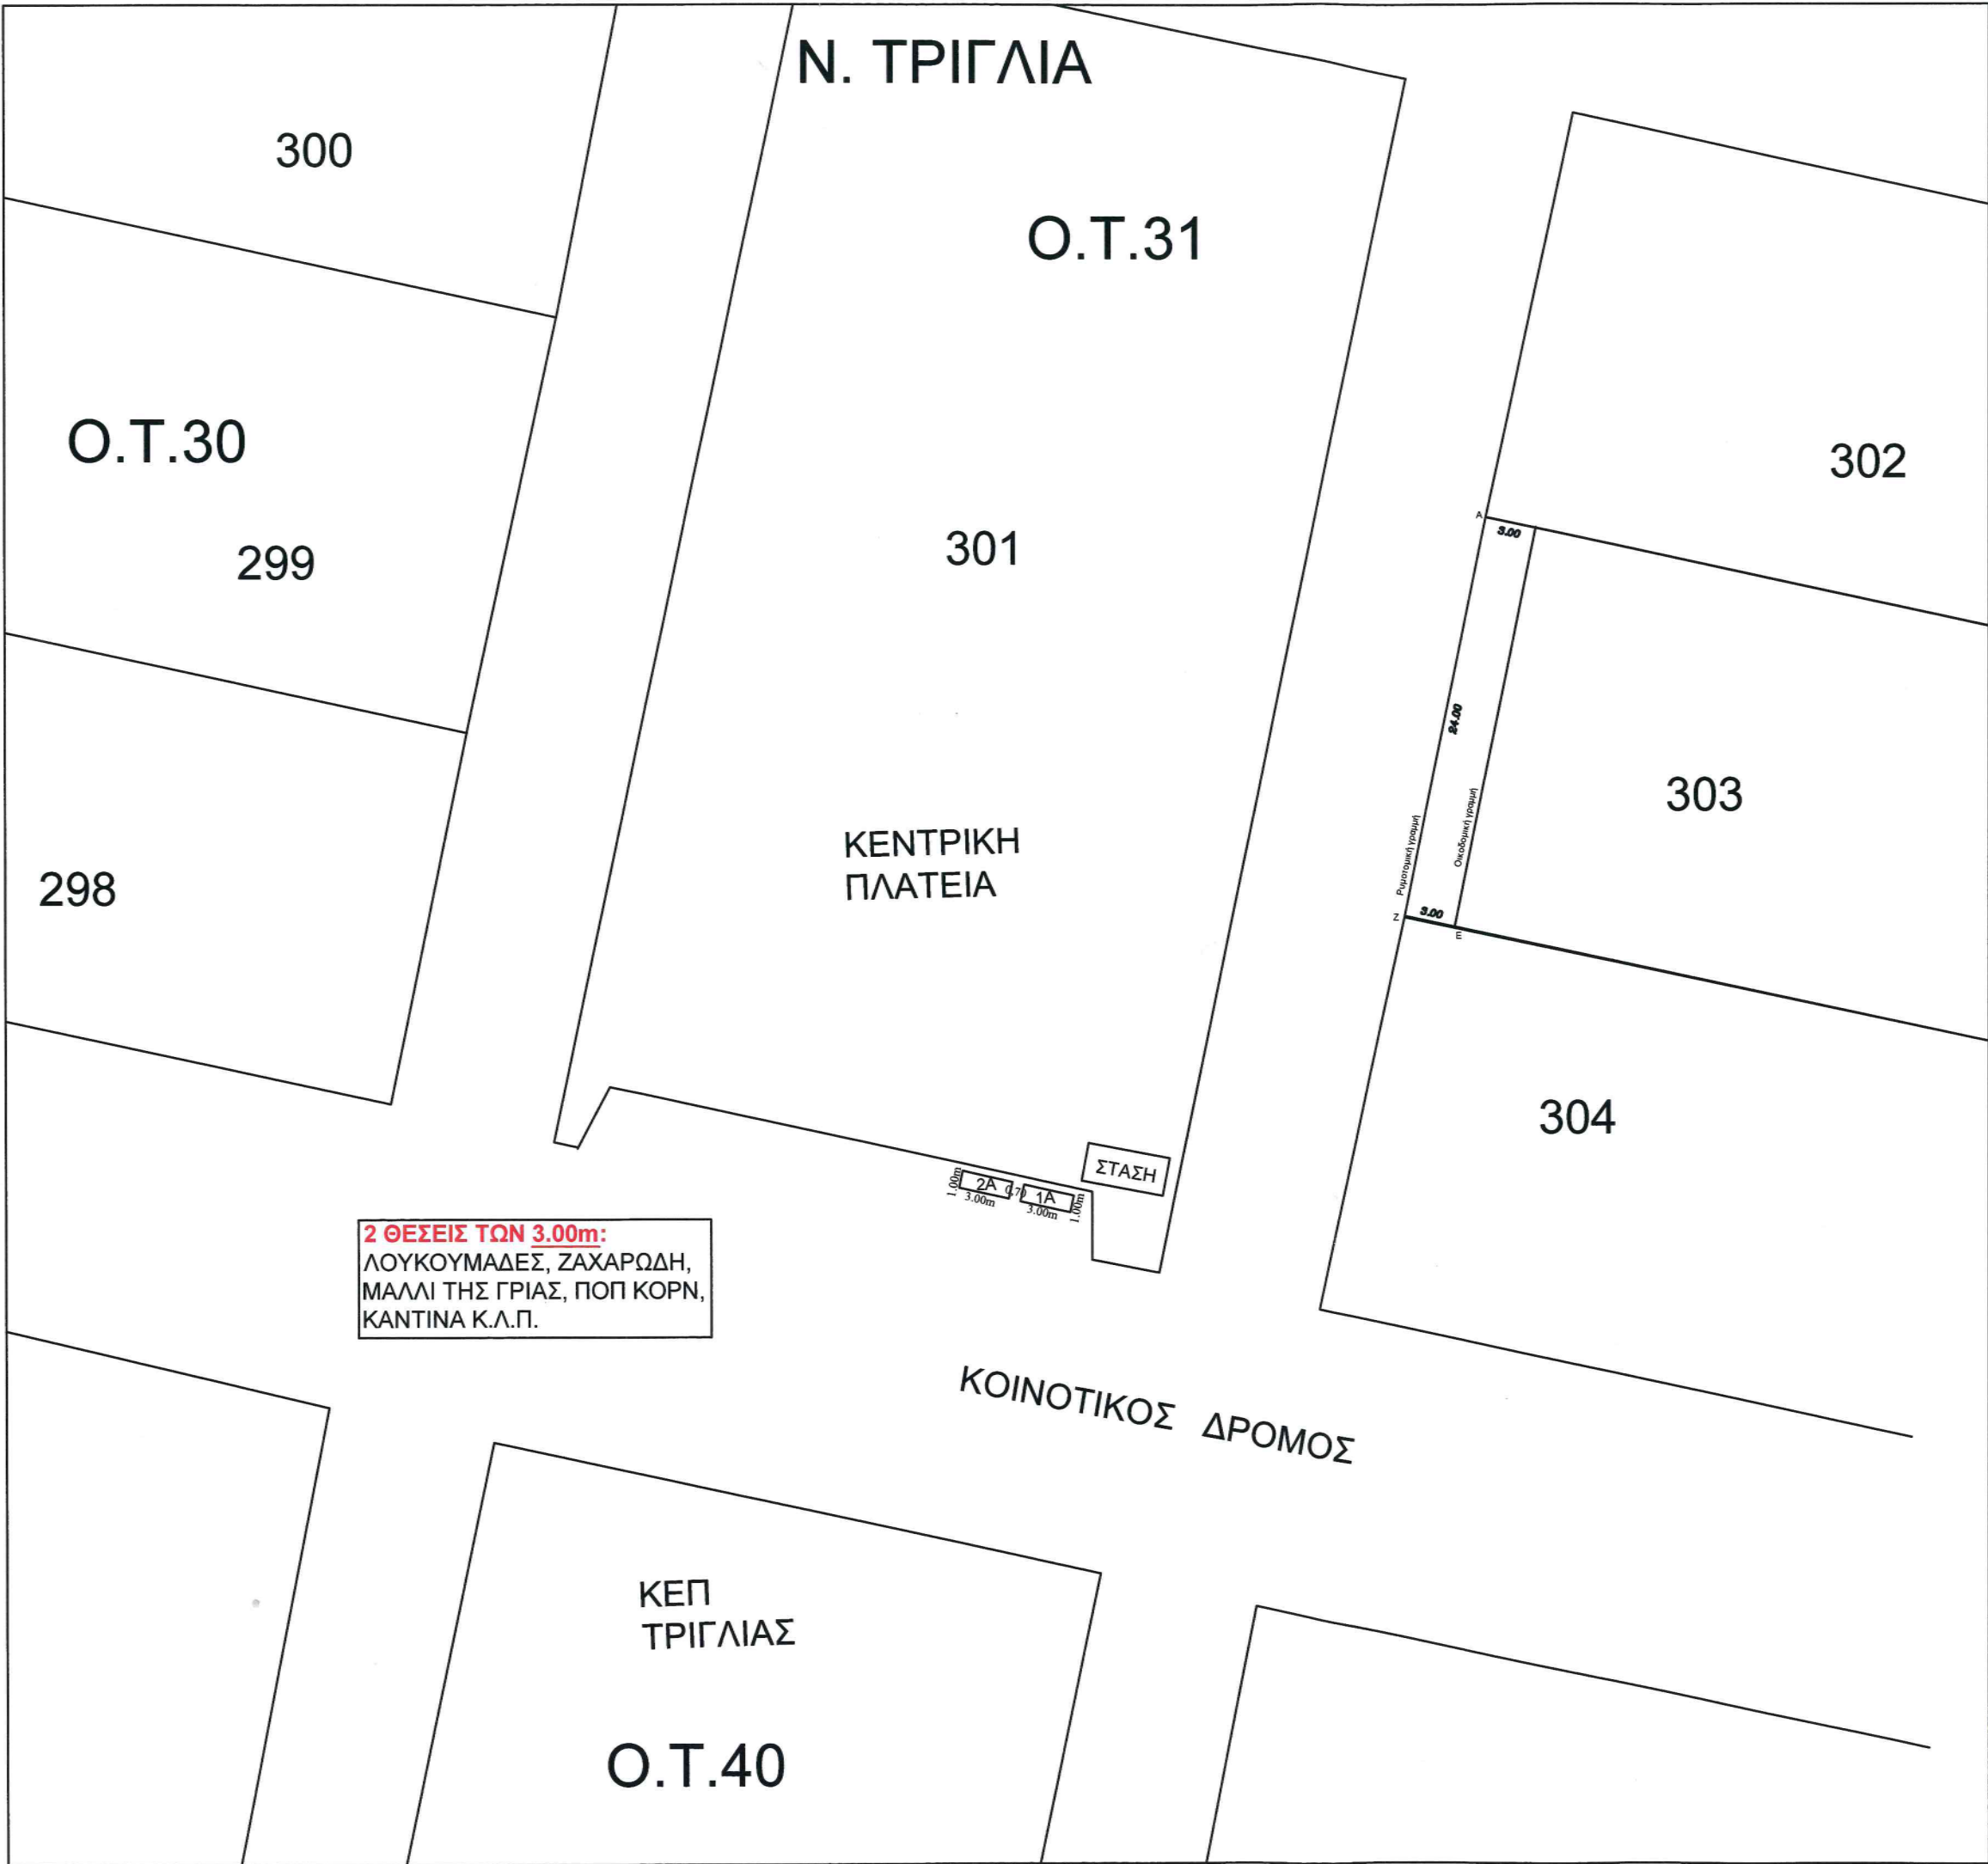 Ν. ΤΡΙΓΛΙΑ
300
Ο.Τ.31
Ο.Τ.30
302
Α
3.00
301
299
24.00
303
Ρυμοτομική γραμμή
Οικοδομική γραμμή
ΚΕΝΤΡΙΚΗ
ΠΛΑΤΕΙΑ
298
Ζ
3.00
Ε
304
ΣΤΑΣΗ
1.00m
2Α
3.00m
0,70
1Α
3.00m
1.00m
2 ΘΕΣΕΙΣ ΤΩΝ 3.00m:
ΛΟΥΚΟΥΜΑΔΕΣ, ΖΑΧΑΡΩΔΗ,
ΜΑΛΛΙ ΤΗΣ ΓΡΙΑΣ, ΠΟΠ ΚΟΡΝ,
ΚΑΝΤΙΝΑ Κ.Λ.Π.
ΚΟΙΝΟΤΙΚΟΣ ΔΡΟΜΟΣ
ΚΕΠ
ΤΡΙΓΛΙΑΣ
Ο.Τ.40